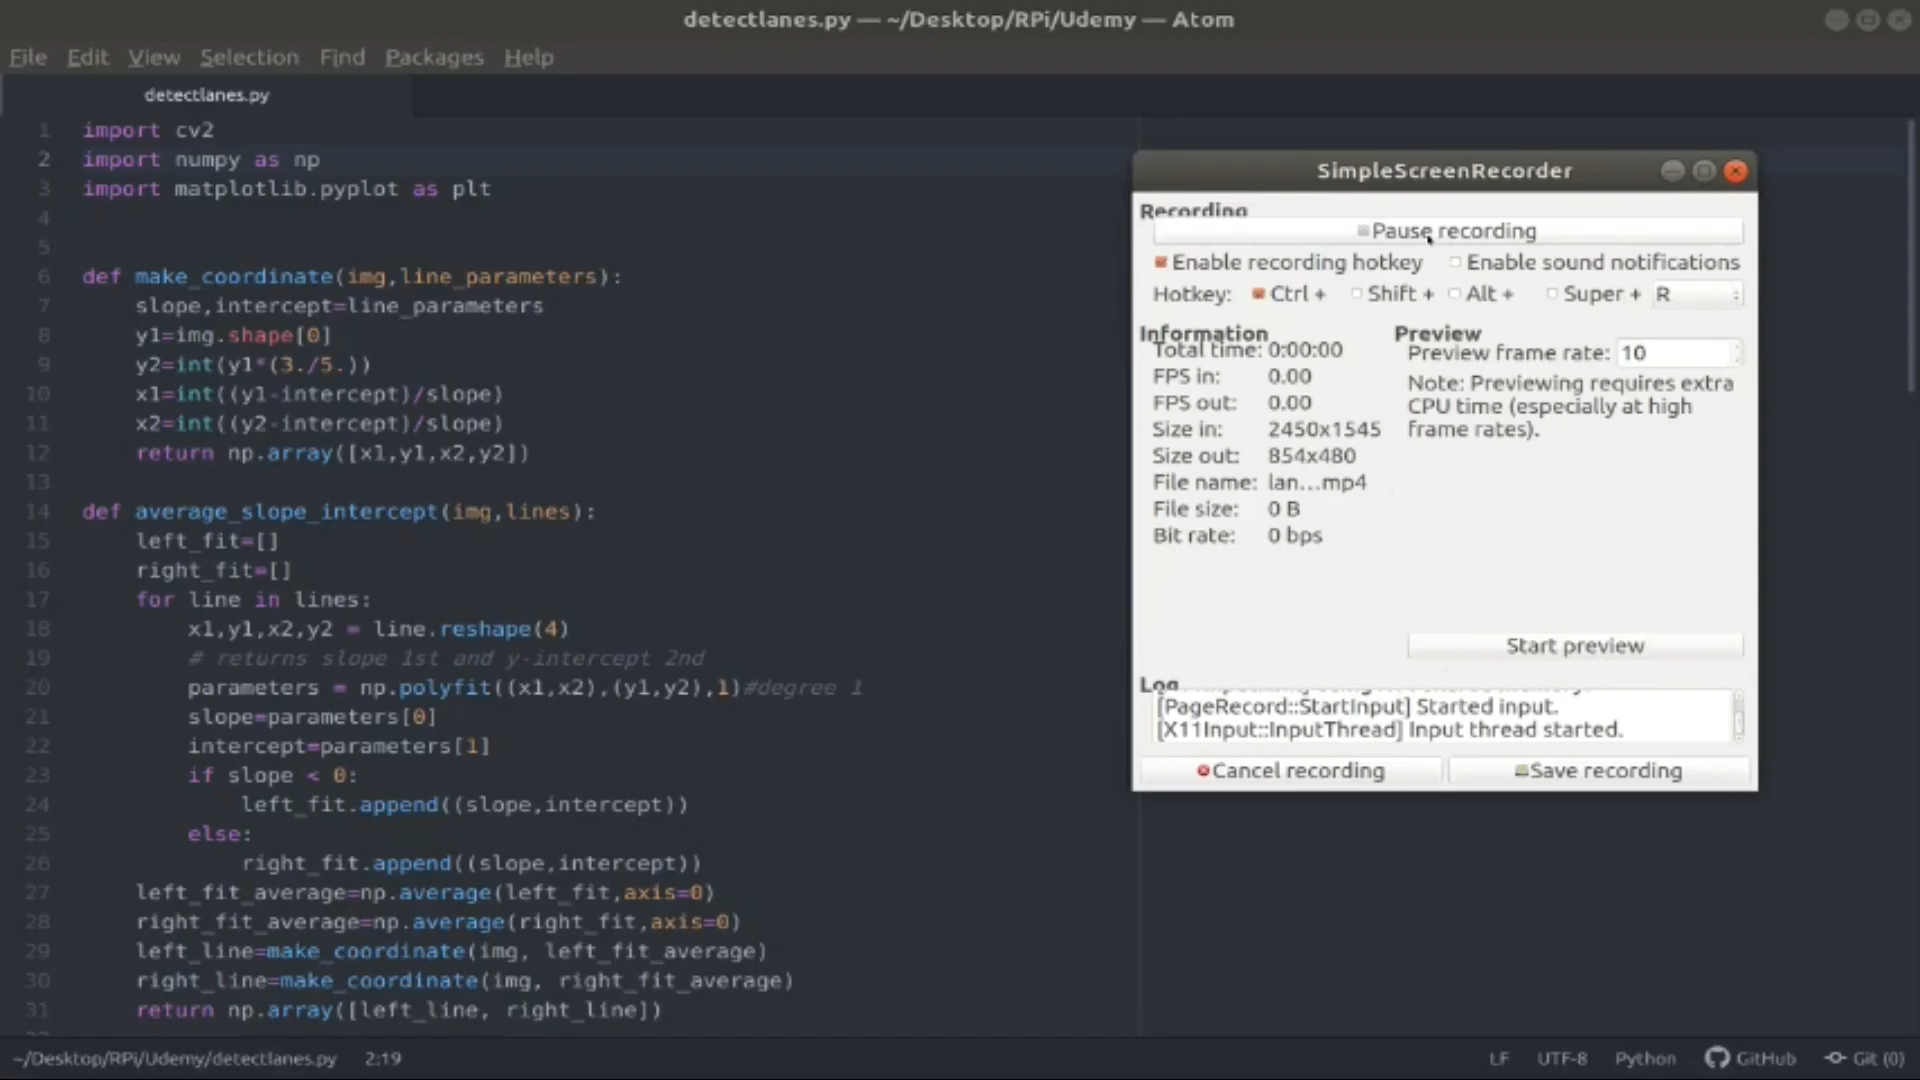 detectlanes.py — ~/Desktop/RPi/Udemy — Atom
File Edit View Selection Find Packages Help
detectlanes.py
1 import cv2
2 import numpy as np
3 import matplotlib.pyplot as plt
4
5
6 def make_coordinate(img,line_parameters):
7 slope,intercept=line_parameters
8 y1=img.shape[0]
9 y2=int(y1*(3./5.))
10 x1=int((y1-intercept)/slope)
11 x2=int((y2-intercept)/slope)
12 return np.array([x1,y1,x2,y2])
13
14 def average_slope_intercept(img,lines):
15 left_fit=[]
16 right_fit=[]
17 for line in lines:
18 x1,y1,x2,y2 = line.reshape(4)
19 # returns slope 1st and y-intercept 2nd
20 parameters = np.polyfit((x1,x2),(y1,y2),1)#degree 1
21 slope=parameters[0]
22 intercept=parameters[1]
23 if slope < 0:
24 left_fit.append((slope,intercept))
25 else:
26 right_fit.append((slope,intercept))
27 left_fit_average=np.average(left_fit,axis=0)
28 right_fit_average=np.average(right_fit,axis=0)
29 left_line=make_coordinate(img, left_fit_average)
30 right_line=make_coordinate(img, right_fit_average)
31 return np.array([left_line, right_line])
SimpleScreenRecorder
Recording
Pause recording
Enable recording hotkey Enable sound notifications
Hotkey: Ctrl + Shift + Alt + Super + R
Information
Total time: 0:00:00
FPS in: 0.00
FPS out: 0.00
Size in: 2450x1545
Size out: 854x480
File name: lan...mp4
File size: 0 B
Bit rate: 0 bps
Preview
Preview frame rate: 10
Note: Previewing requires extra
CPU time (especially at high
frame rates).
Start preview
Log
[PageRecord::StartInput] Started input.
[X11Input::InputThread] Input thread started.
Cancel recording Save recording
~/Desktop/RPi/Udemy/detectlanes.py 2:19 LF UTF-8 Python GitHub Git (0)